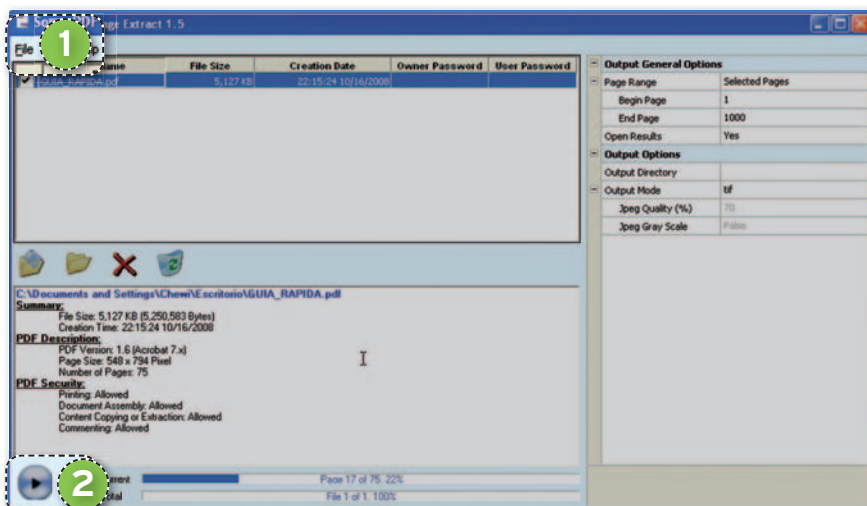 PDF Page Extract 1.5
File
1
File Size Creation Date Owner Password User Password
GUIA_RAPIDA.pdf 5,127 KB 22:15:24 10/16/2008
Output General Options
Page Range Selected Pages
Begin Page 1
End Page 1000
Open Results Yes
Output Options
Output Directory
Output Mode tif
Jpeg Quality (%) 70
Jpeg Gray Scale False
C:\Documents and Settings\Chewi\Escritorio\GUIA_RAPIDA.pdf
Summary:
File Size: 5,127 KB (5,250,583 Bytes)
Creation Time: 22:15:24 10/16/2008
PDF Description:
PDF Version: 1.6 (Acrobat 7.x)
Page Size: 548 x 794 Pixel
Number of Pages: 75
PDF Security:
Printing: Allowed
Document Assembly: Allowed
Content Copying or Extraction: Allowed
Commenting: Allowed
2
Page 17 of 75. 22%
File 1 of 1. 100%